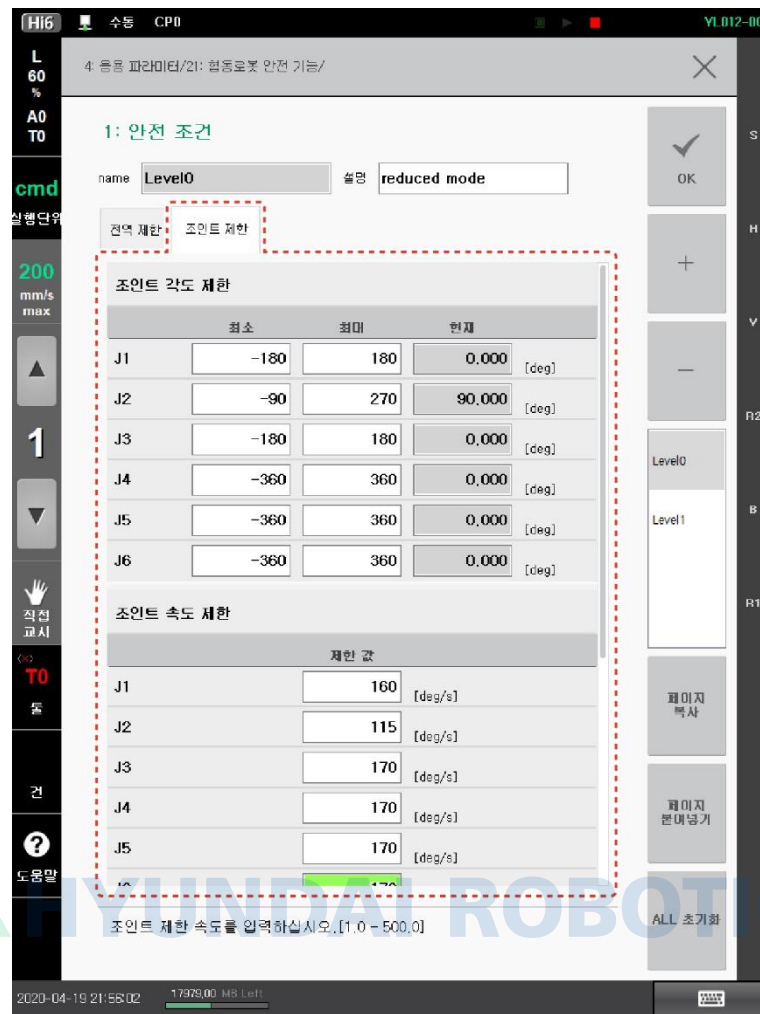 Hi6 수동 CP0 YL012-00
L
60
%
A0
T0
cmd
실행단위
200
mm/s
max
1
직접
교시
T0
툴
건
도움말
4: 응용 파라미터/21: 협동로봇 안전 기능/
1: 안전 조건
name Level0 설명 reduced mode
전역 제한 조인트 제한
조인트 각도 제한
최소 최대 현재
J1 -180 180 0,000 [deg]
J2 -90 270 90,000 [deg]
J3 -180 180 0,000 [deg]
J4 -360 360 0,000 [deg]
J5 -360 360 0,000 [deg]
J6 -360 360 0,000 [deg]
조인트 속도 제한
제한 값
J1 160 [deg/s]
J2 115 [deg/s]
J3 170 [deg/s]
J4 170 [deg/s]
J5 170 [deg/s]
조인트 제한 속도를 입력하십시오.[1,0 - 500,0]
OK
+
-
Level0
Level1
페이지
복사
페이지
붙여넣기
ALL 초기화
S
H
V
R2
B
R1
HYUNDAI ROBOTI
2020-04-19 21:56:02 17979,00 MB Left